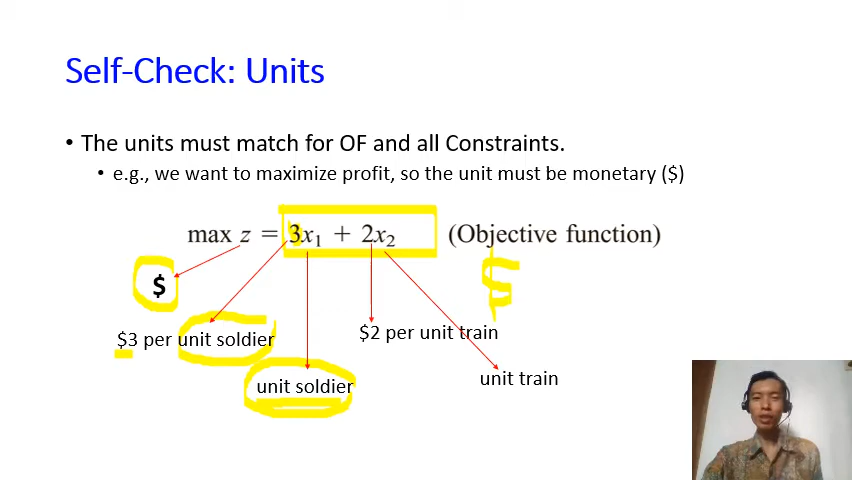 Self-Check: Units
• The units must match for OF and all Constraints.
• e.g., we want to maximize profit, so the unit must be monetary ($)
max z = 3x₁ + 2x₂ (Objective function)
$
$
$3 per unit soldier
$2 per unit train
unit soldier
unit train